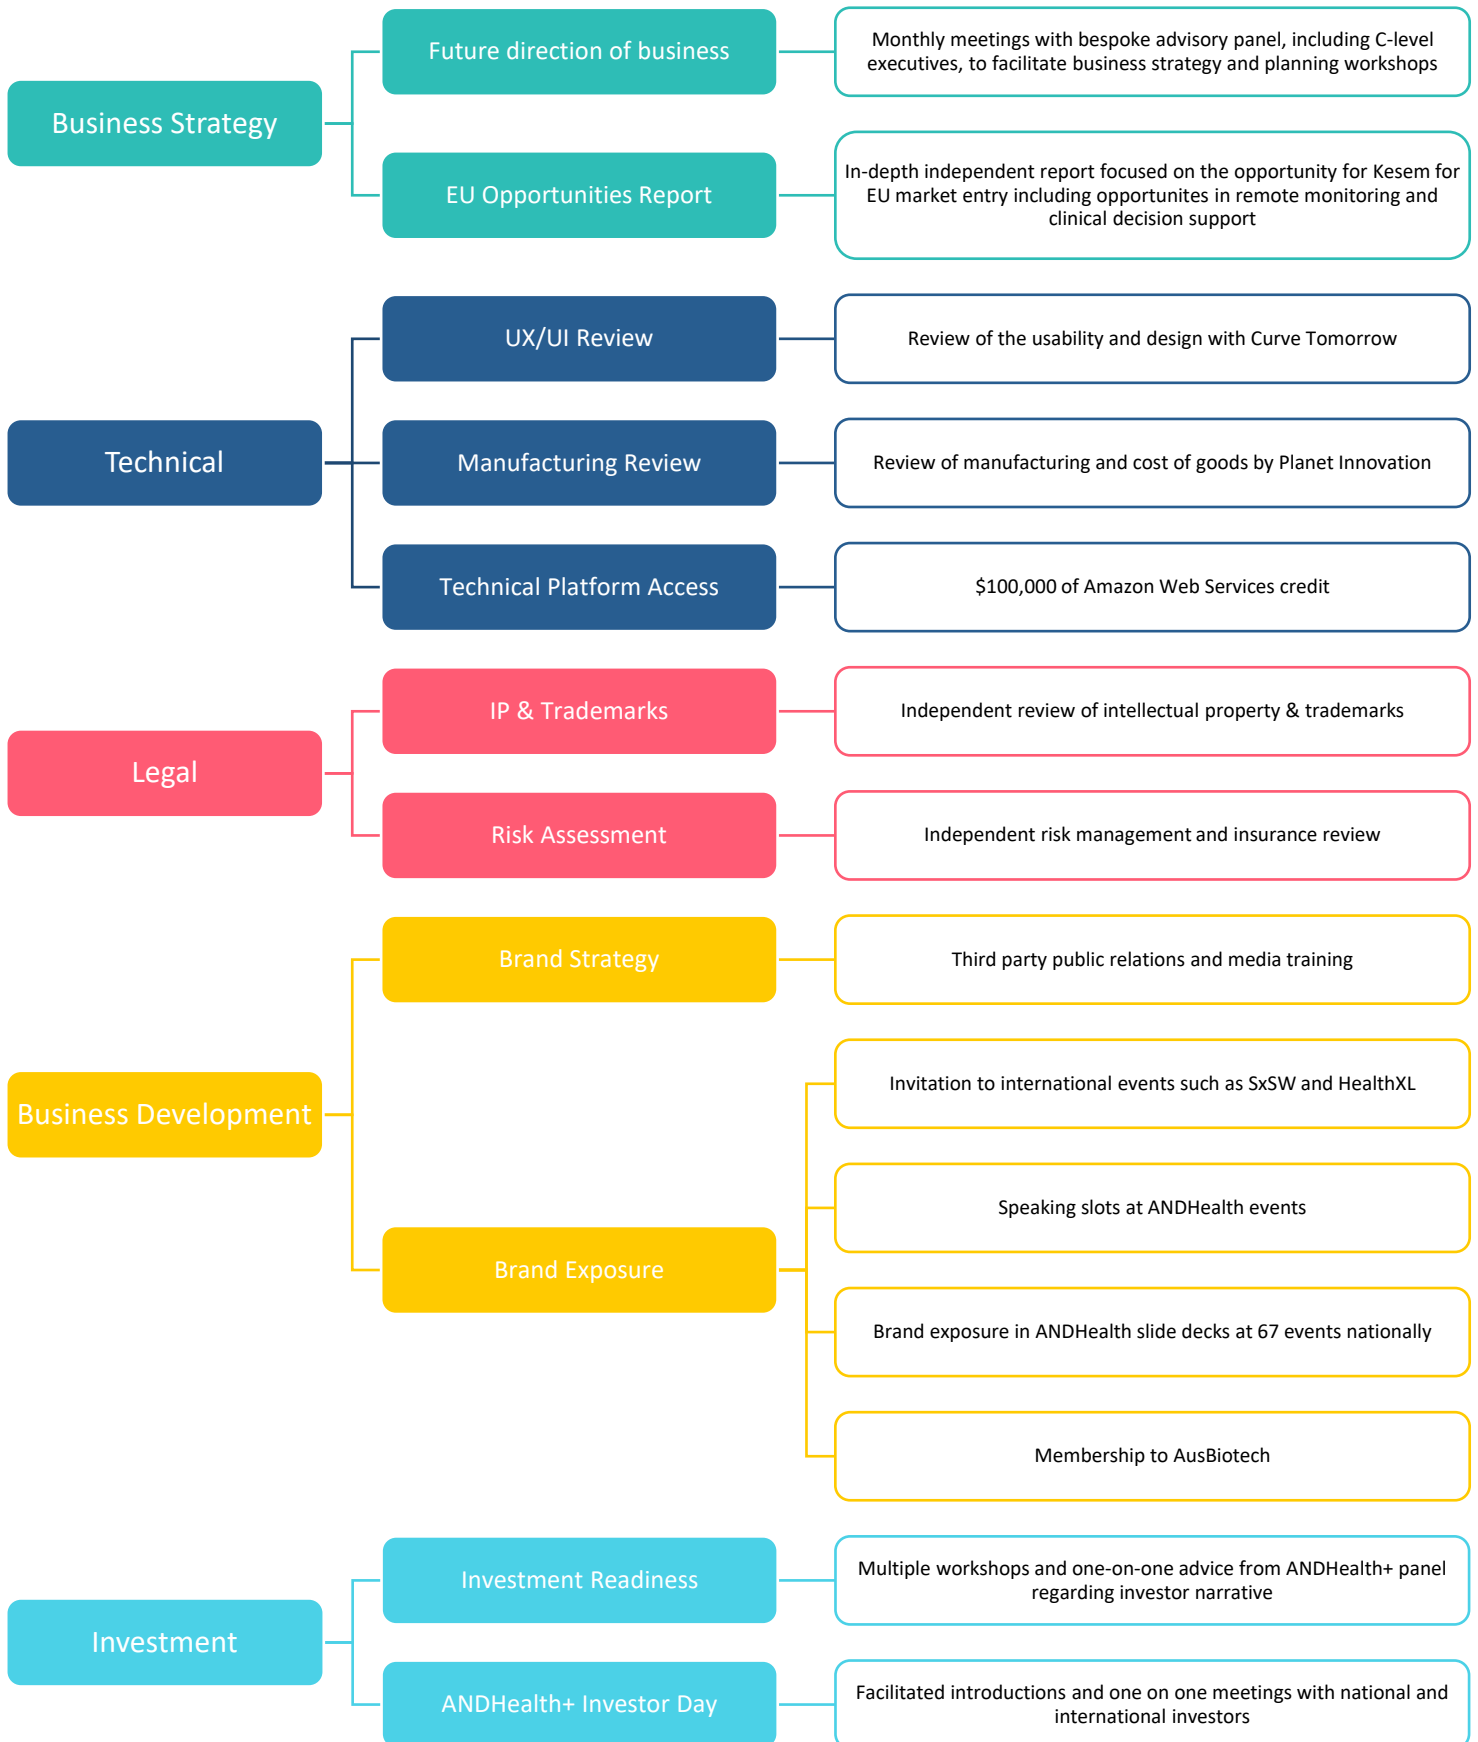 Business Strategy
Future direction of business
Monthly meetings with bespoke advisory panel, including C-level
executives, to facilitate business strategy and planning workshops
EU Opportunities Report
In-depth independent report focused on the opportunity for Kesem for
EU market entry including opportunites in remote monitoring and
clinical decision support
Technical
UX/UI Review
Review of the usability and design with Curve Tomorrow
Manufacturing Review
Review of manufacturing and cost of goods by Planet Innovation
Technical Platform Access
$100,000 of Amazon Web Services credit
Legal
IP & Trademarks
Independent review of intellectual property & trademarks
Risk Assessment
Independent risk management and insurance review
Business Development
Brand Strategy
Third party public relations and media training
Brand Exposure
Invitation to international events such as SxSW and HealthXL
Speaking slots at ANDHealth events
Brand exposure in ANDHealth slide decks at 67 events nationally
Membership to AusBiotech
Investment
Investment Readiness
Multiple workshops and one-on-one advice from ANDHealth+ panel
regarding investor narrative
ANDHealth+ Investor Day
Facilitated introductions and one on one meetings with national and
international investors